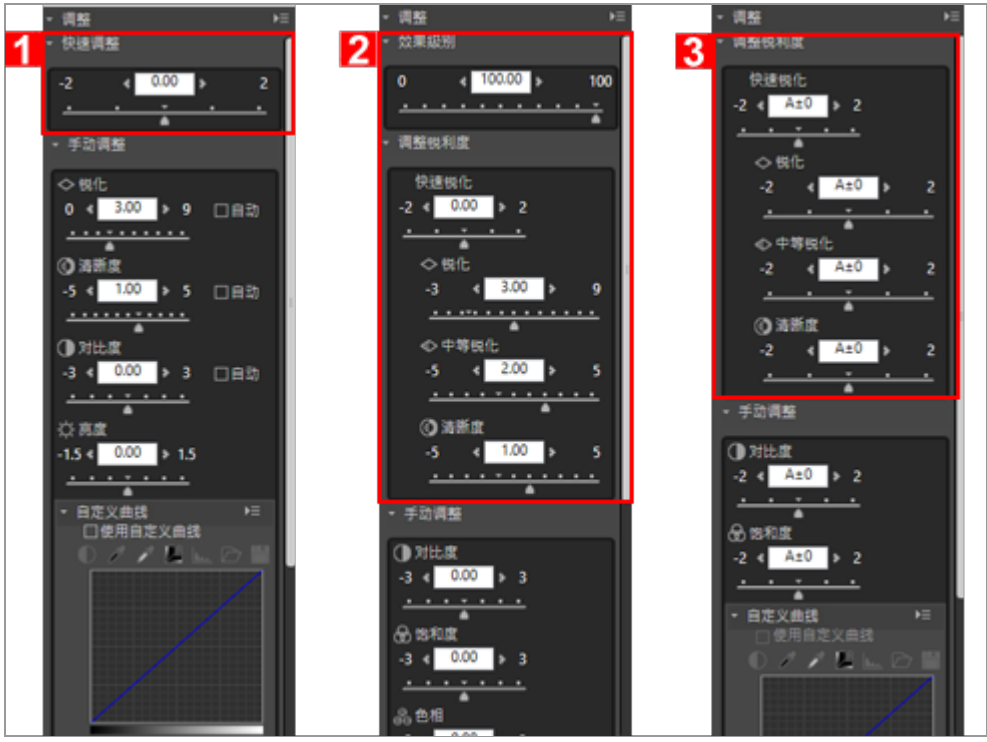 调整
1
快速调整
-2 0.00 2
手动调整
锐化
0 3.00 9 自动
清晰度
-5 1.00 5 自动
对比度
-3 0.00 3 自动
亮度
-1.5 0.00 1.5
自定义曲线
使用自定义曲线
调整
2
效果级别
0 100.00 100
调整锐利度
快速锐化
-2 0.00 2
锐化
-3 3.00 9
中等锐化
-5 2.00 5
清晰度
-5 1.00 5
手动调整
对比度
-3 0.00 3
饱和度
-3 0.00 3
色相
调整
3
调整锐利度
快速锐化
-2 A±0 2
锐化
-2 A±0 2
中等锐化
-2 A±0 2
清晰度
-2 A±0 2
手动调整
对比度
-2 A±0 2
饱和度
-2 A±0 2
自定义曲线
使用自定义曲线